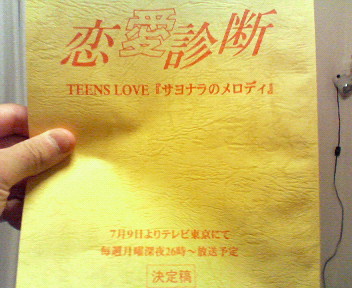 恋愛診断
TEENS LOVE『サヨナラのメロディ』
7月9日よりテレビ東京にて
毎週月曜深夜26時～放送予定
決定稿